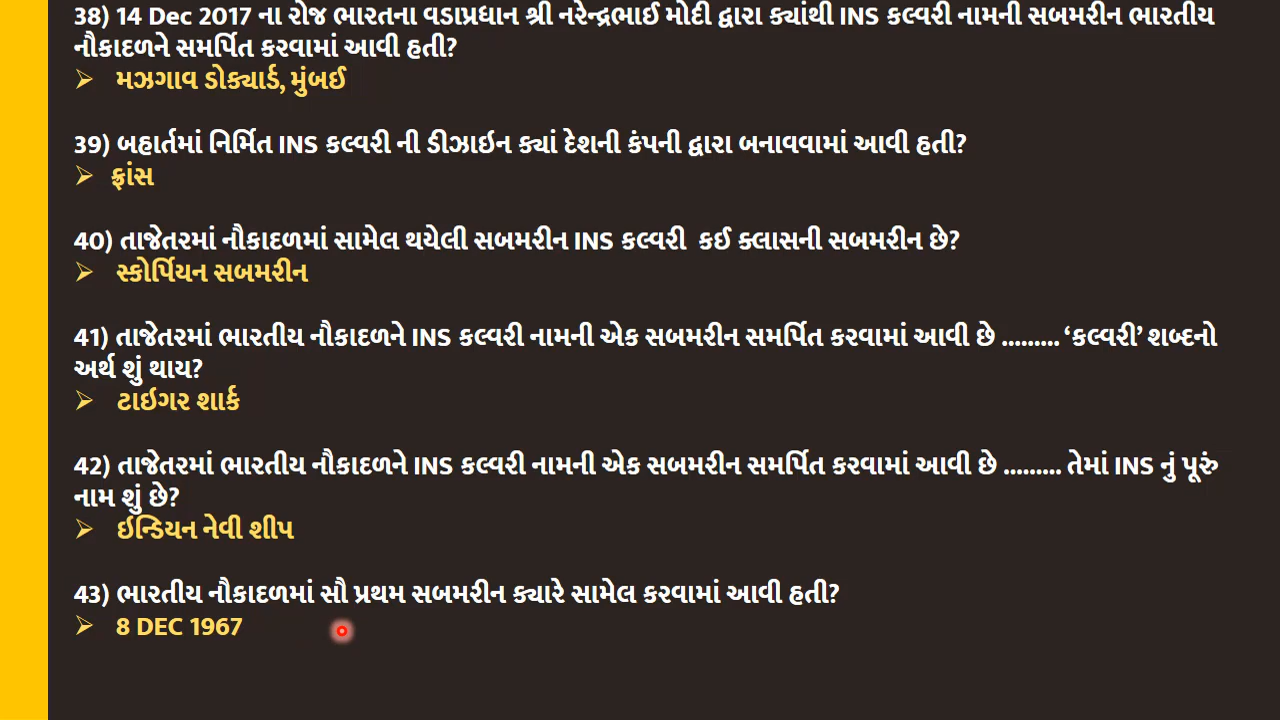 38) 14 Dec 2017 ના રોજ ભારતના વડાપ્રધાન શ્રી નરેન્દ્રભાઈ મોદી દ્વારા ક્યાંથી INS કલ્વરી નામની સબમરીન ભારતીય
નૌકાદળને સમર્પિત કરવામાં આવી હતી?
➢ મઝગાવ ડોક્યાર્ડ, મુંબઈ
39) બહાર્તમાં નિર્મિત INS કલ્વરી ની ડીઝાઇન ક્યાં દેશની કંપની દ્વારા બનાવવામાં આવી હતી?
➢ ફ્રાંસ
40) તાજેતરમાં નૌકાદળમાં સામેલ થયેલી સબમરીન INS કલ્વરી કઈ ક્લાસની સબમરીન છે?
➢ સ્કોર્પિયન સબમરીન
41) તાજેતરમાં ભારતીય નૌકાદળને INS કલ્વરી નામની એક સબમરીન સમર્પિત કરવામાં આવી છે ......... ‘કલ્વરી’ શબ્દનો
અર્થ શું થાય?
➢ ટાઇગર શાર્ક
42) તાજેતરમાં ભારતીય નૌકાદળને INS કલ્વરી નામની એક સબમરીન સમર્પિત કરવામાં આવી છે ......... તેમાં INS નું પૂરું
નામ શું છે?
➢ ઇન્ડિયન નેવી શીપ
43) ભારતીય નૌકાદળમાં સૌ પ્રથમ સબમરીન ક્યારે સામેલ કરવામાં આવી હતી?
➢ 8 DEC 1967